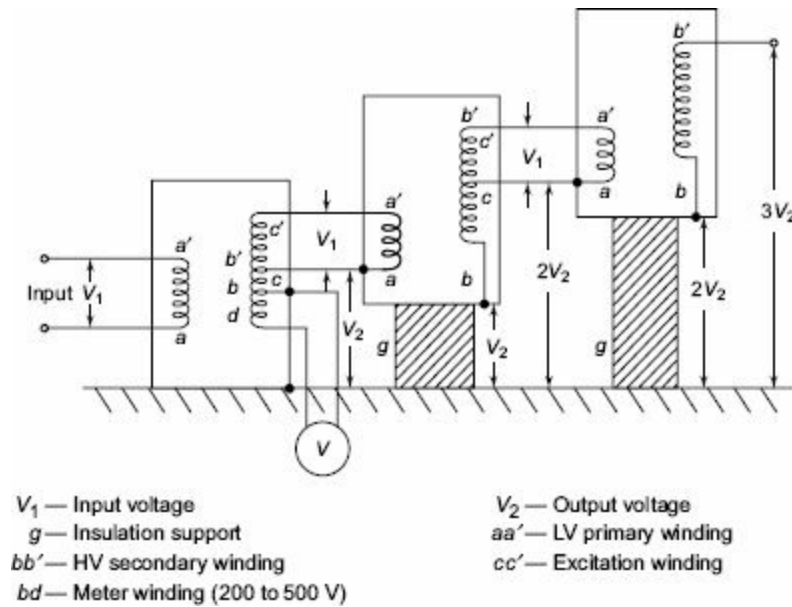 b'
a'
b'
c'
V₁
a
c
b
3V₂
a'
c'
V₁
a'
b'
b
c
d
Input V₁
a
a
b
2V₂
2V₂
V₂
g
V₂
g
V
V₁ — Input voltage
g — Insulation support
bb' — HV secondary winding
bd — Meter winding (200 to 500 V)
V₂ — Output voltage
aa' — LV primary winding
cc' — Excitation winding